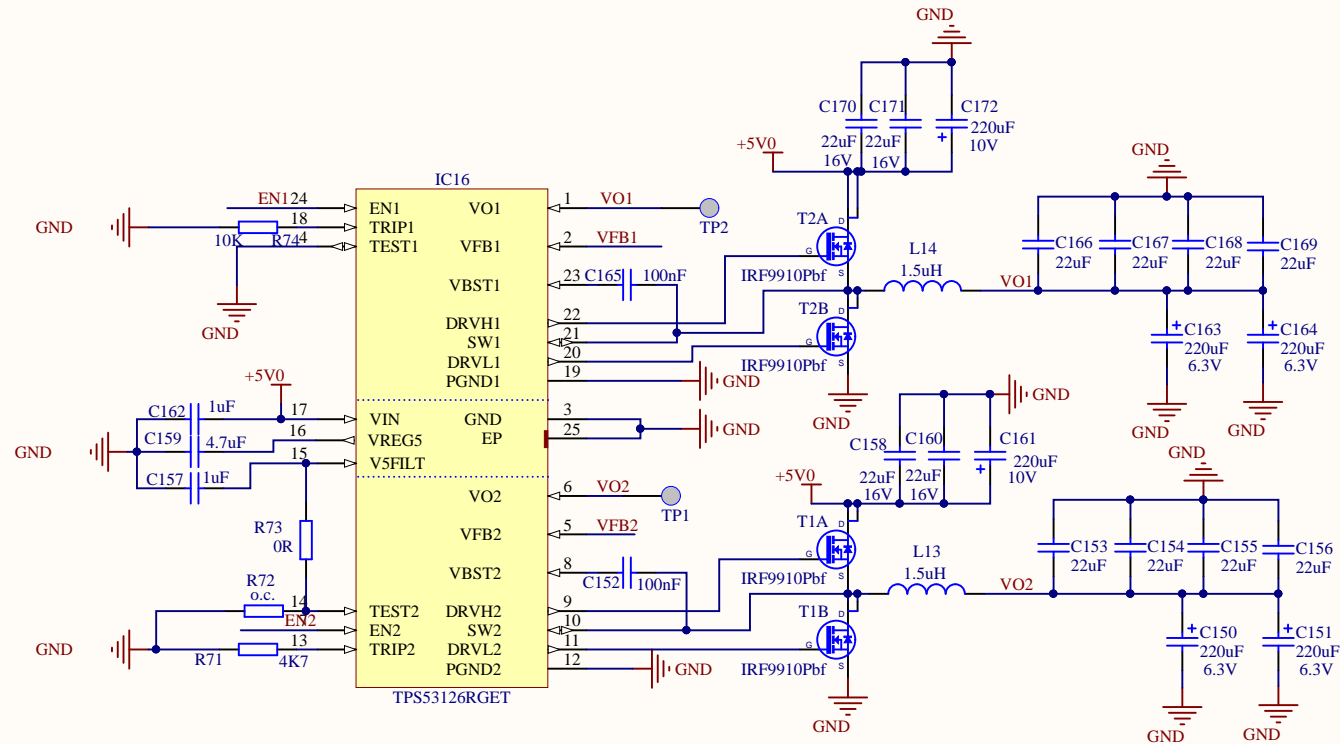 GND
C170
C171
C172
22uF
22uF
220uF
16V
16V
10V
+5V0
GND
IC16
EN1
24
EN1
VO1
1
VO1
TP2
GND
18
TRIP1
10K
R74
4
TEST1
VFB1
2
VFB1
T2A
D
G
S
IRF9910Pbf
L14
1.5uH
VO1
C166
22uF
C167
22uF
C168
22uF
C169
22uF
VBST1
23
C165
100nF
GND
DRVH1
22
SW1
21
DRVL1
20
PGND1
19
GND
T2B
D
G
S
IRF9910Pbf
GND
C163
220uF
6.3V
C164
220uF
6.3V
GND
GND
+5V0
1uF
C162
17
VIN
GND
3
GND
C159
4.7uF
16
VREG5
EP
25
GND
C157
1uF
15
V5FILT
GND
C158
C160
C161
22uF
22uF
220uF
16V
16V
10V
+5V0
VO2
6
VO2
TP1
R73
0R
VFB2
5
VFB2
T1A
D
G
S
IRF9910Pbf
L13
1.5uH
VO2
GND
C153
22uF
C154
22uF
C155
22uF
C156
22uF
VBST2
8
C152
100nF
R72
o.c.
14
TEST2
DRVH2
9
EN2
EN2
SW2
10
GND
R71
4K7
13
TRIP2
DRVL2
11
PGND2
12
GND
T1B
D
G
S
IRF9910Pbf
GND
C150
220uF
6.3V
C151
220uF
6.3V
GND
GND
TPS53126RGET